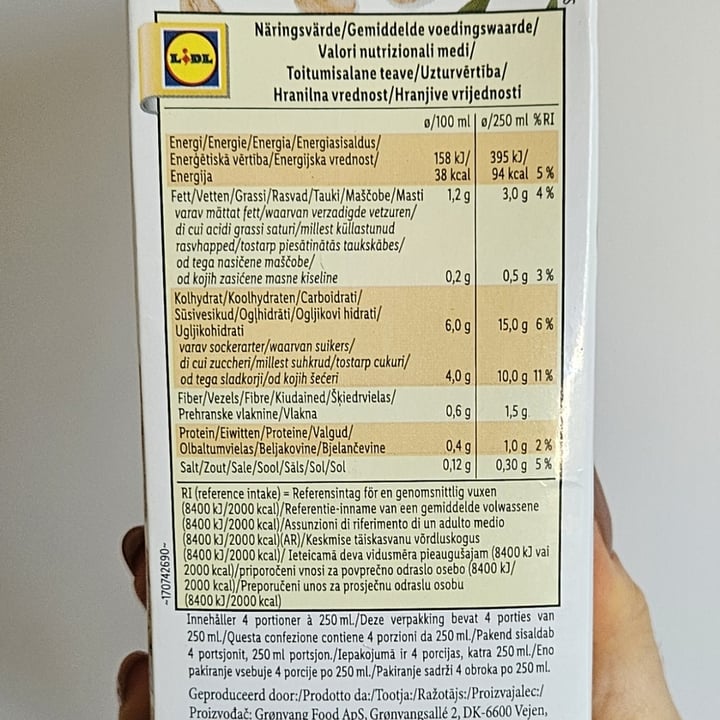 LIDL
Näringsvärde/Gemiddelde voedingswaarde/
Valori nutrizionali medi/
Toitumisalane teave/Uzturvērtība/
Hranilna vrednost/Hranjive vrijednosti
ø/100 ml ø/250 ml %RI
Energi/Energie/Energia/Energiasisaldus/
Enerģētiskā vērtība/Energijska vrednost/ 158 kJ/ 395 kJ/
Energija 38 kcal 94 kcal 5%
Fett/Vetten/Grassi/Rasvad/Tauki/Maščobe/Masti 1,2 g 3,0 g 4%
varav mättat fett/waarvan verzadigde vetzuren/
di cui acidi grassi saturi/millest küllastunud
rasvhapped/tostarp piesātinātās taukskābes/
od tega nasičene maščobe/
od kojih zasićene masne kiseline 0,2 g 0,5 g 3%
Kolhydrat/Koolhydraten/Carboidrati/
Süsivesikud/Ogļhidrāti/Ogljikovi hidrati/
Ugljikohidrati 6,0 g 15,0 g 6%
varav sockerarter/waarvan suikers/
di cui zuccheri/millest suhkrud/tostarp cukuri/
od tega sladkorji/od kojih šećeri 4,0 g 10,0 g 11%
Fiber/Vezels/Fibre/Kiudained/Šķiedrvielas/
Prehranske vlaknine/Vlakna 0,6 g 1,5 g
Protein/Eiwitten/Proteine/Valgud/
Olbaltumvielas/Beljakovine/Bjelančevine 0,4 g 1,0 g 2%
Salt/Zout/Sale/Sool/Sāls/Sol/Sol 0,12 g 0,30 g 5%
RI (reference intake) = Referensintag för en genomsnittlig vuxen
(8400 kJ/2000 kcal)/Referentie-inname van een gemiddelde volwassene
(8400 kJ/2000 kcal)/Assunzioni di riferimento di un adulto medio
(8400 kJ/2000 kcal)(AR)/Keskmise täiskasvanu võrdluskogus
(8400 kJ/2000 kcal)/ Ieteicamā deva vidusmēra pieaugušajam (8400 kJ vai
2000 kcal)/priporočeni vnosi za povprečno odraslo osebo (8400 kJ/
2000 kcal)/Preporučeni unos za prosječnu odraslu osobu
(8400 kJ/2000 kcal)
~170742690~
Innehåller 4 portioner à 250 ml./Deze verpakking bevat 4 porties van
250 ml./Questa confezione contiene 4 porzioni da 250 ml./Pakend sisaldab
4 portsjonit, 250 ml portsjon./Iepakojumā ir 4 porcijas, katra 250 ml./Eno
pakiranje vsebuje 4 porcije po 250 ml./Pakiranje sadrži 4 obroka po 250 ml.
Geproduceerd door:/Prodotto da:/Tootja:/Ražotājs:/Proizvajalec:/
Proizvođač: Grønvang Food ApS, Grønvangsallé 2, DK-6600 Vejen,